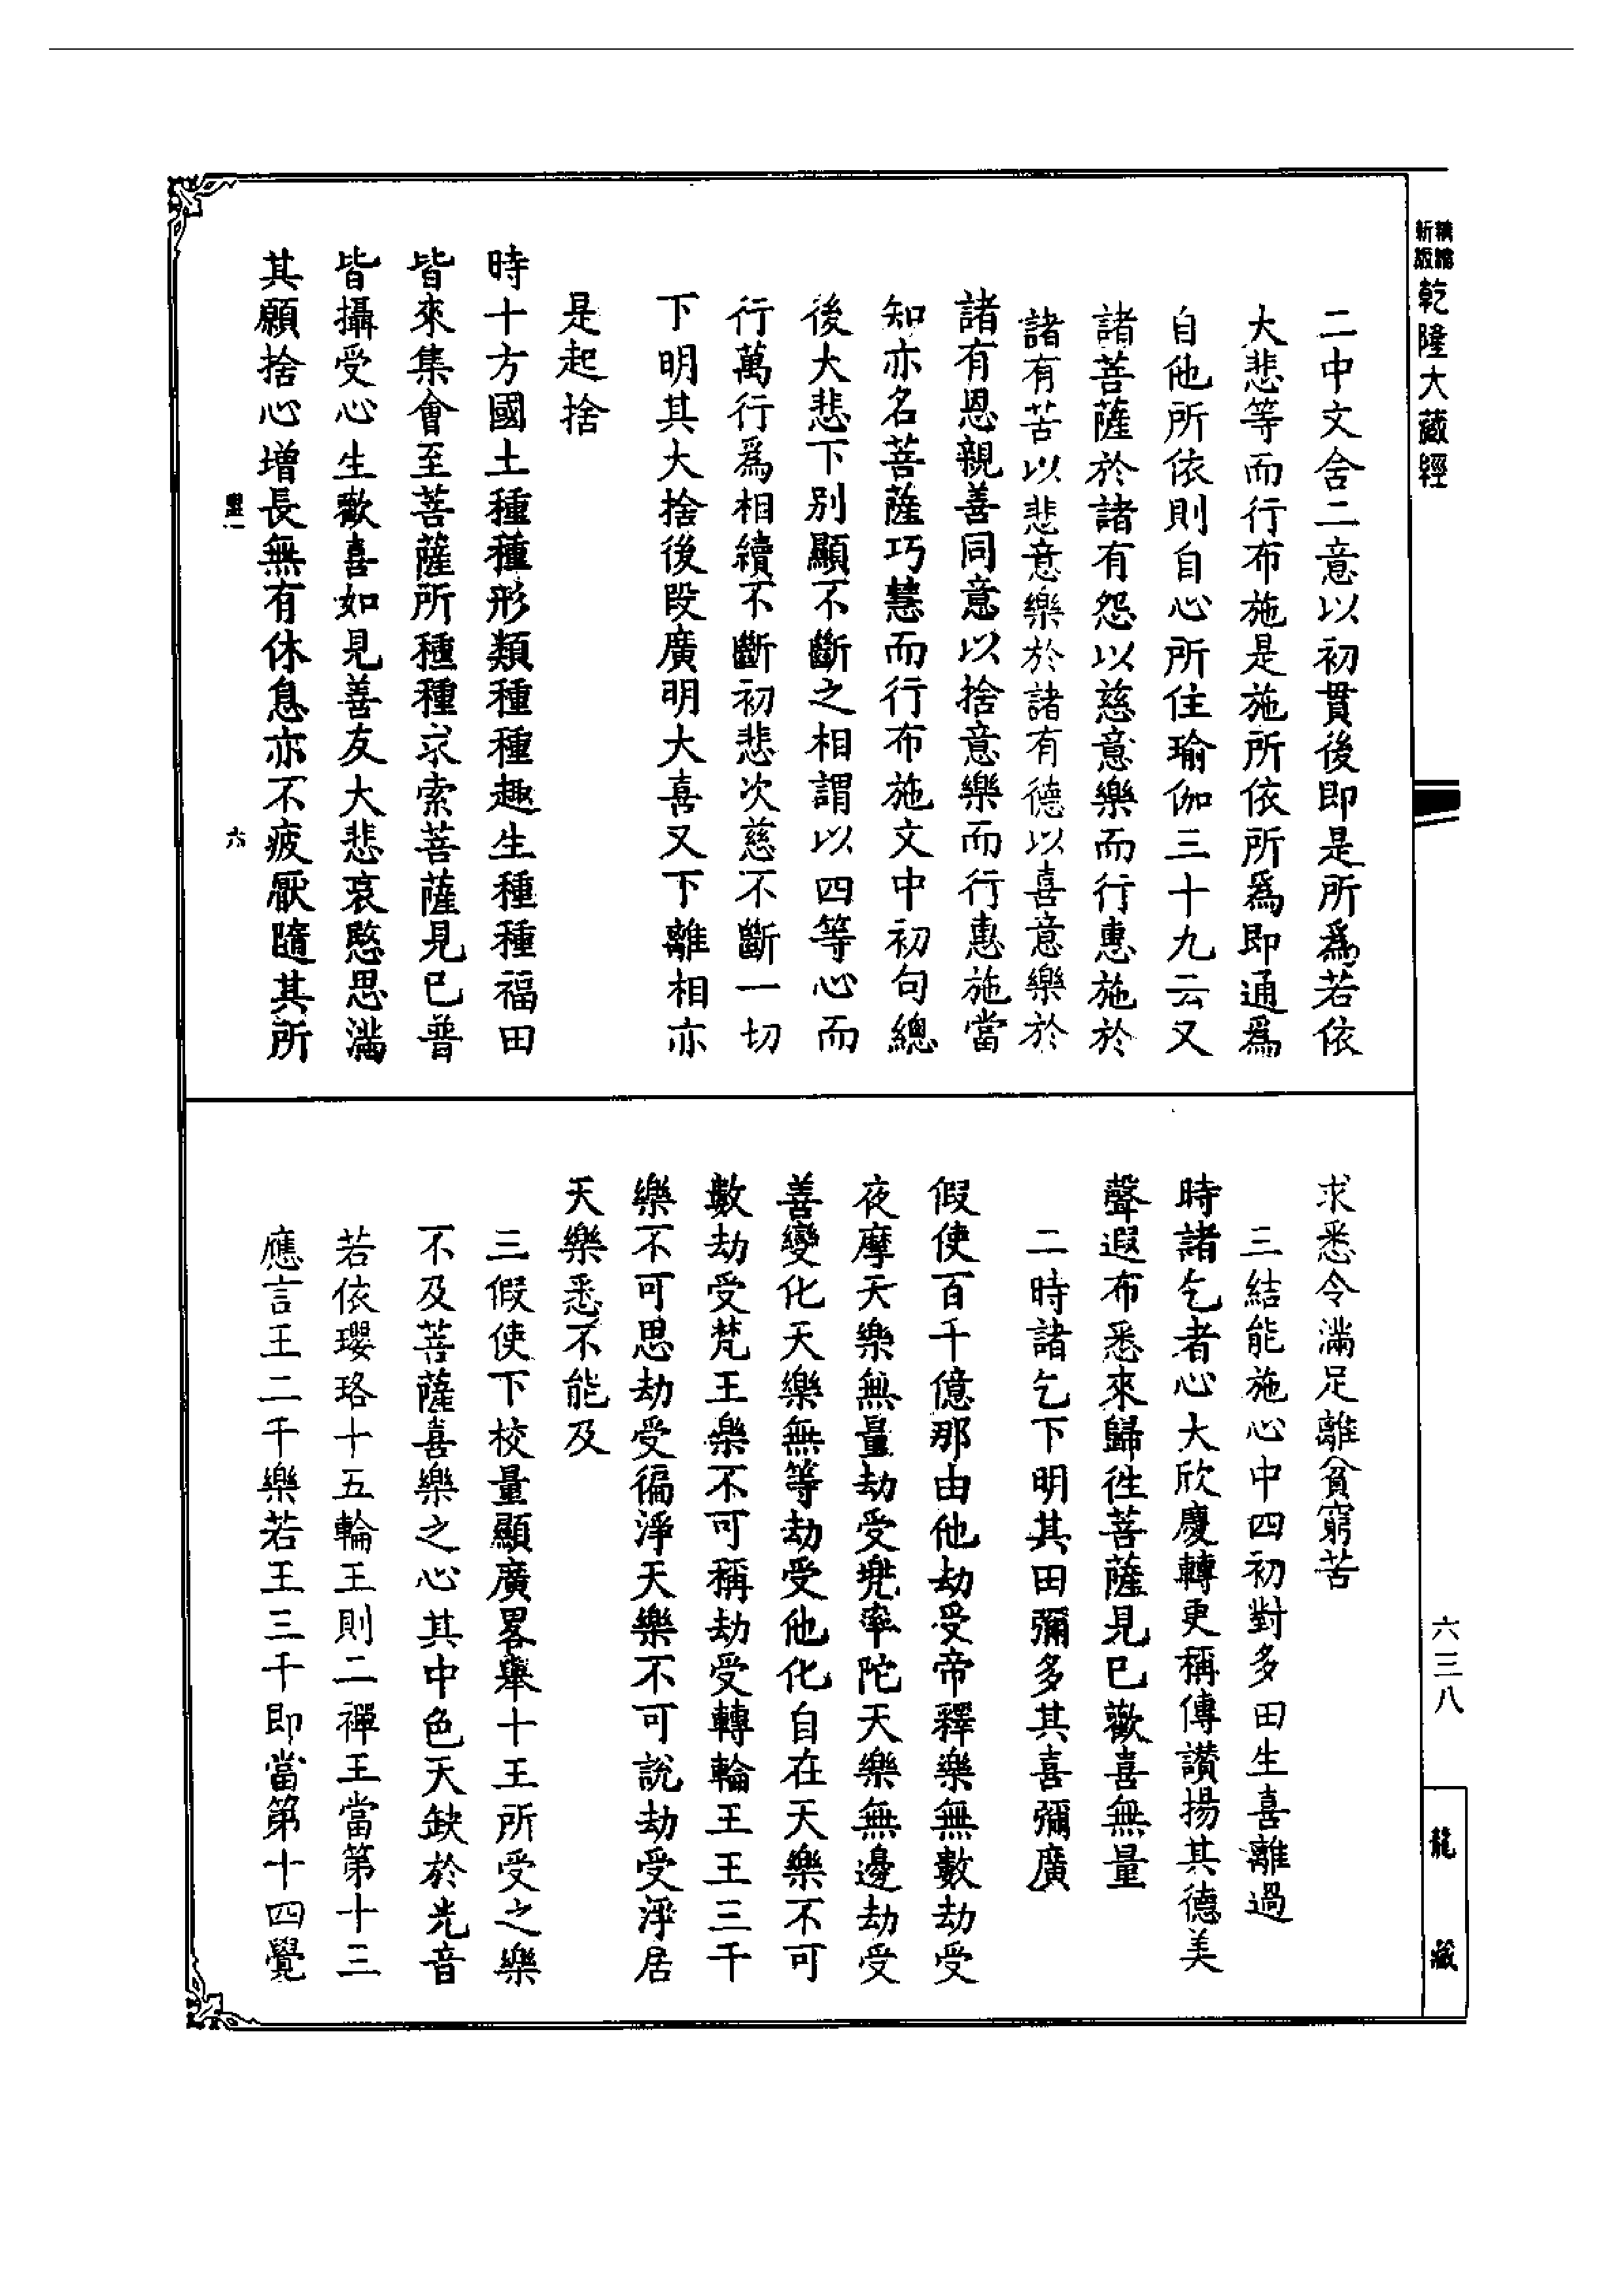 精縮新版乾隆大藏經
二中文含二意以初貫後即是所爲若依
大悲等而行布施是施所依所爲即通爲
自他所依則自心所住瑜伽三十九云又
諸菩薩於諸有怨以慈意樂而行惠施於
諸有苦以悲意樂於諸有德以喜意樂於
諸有恩親善同意以捨意樂而行惠施當
知亦名菩薩巧慧而行布施文中初句總
後大悲下別顯不斷之相謂以四等心而
行萬行爲相續不斷初悲次慈不斷一切
下明其大捨後段廣明大喜又下離相亦
是起捨
時十方國土種種形類種種趣生種種福田
皆來集會至菩薩所種種求索菩薩見已普
皆攝受心生歡喜如見善友大悲哀愍思滿
其願捨心增長無有休息亦不疲厭隨其所
六
求悉令滿足離貧窮苦
三結能施心中四初對多田生喜離過
時諸乞者心大欣慶轉更稱傳讚揚其德美
聲遐布悉來歸徃菩薩見已歡喜無量
二時諸乞下明其田彌多其喜彌廣
假使百千億那由他劫受帝釋樂無數劫受
夜摩天樂無量劫受兜率陀天樂無邊劫受
善變化天樂無等劫受他化自在天樂不可
數劫受梵王樂不可稱劫受轉輪王王三千
樂不可思劫受徧淨天樂不可說劫受淨居
天樂悉不能及
三假使下校量顯廣畧舉十王所受之樂
不及菩薩喜樂之心其中色天缺於光音
若依瓔珞十五輪王則二禪王當第十三
應言王二千樂若王三千即當第十四覺
六三八
龍藏